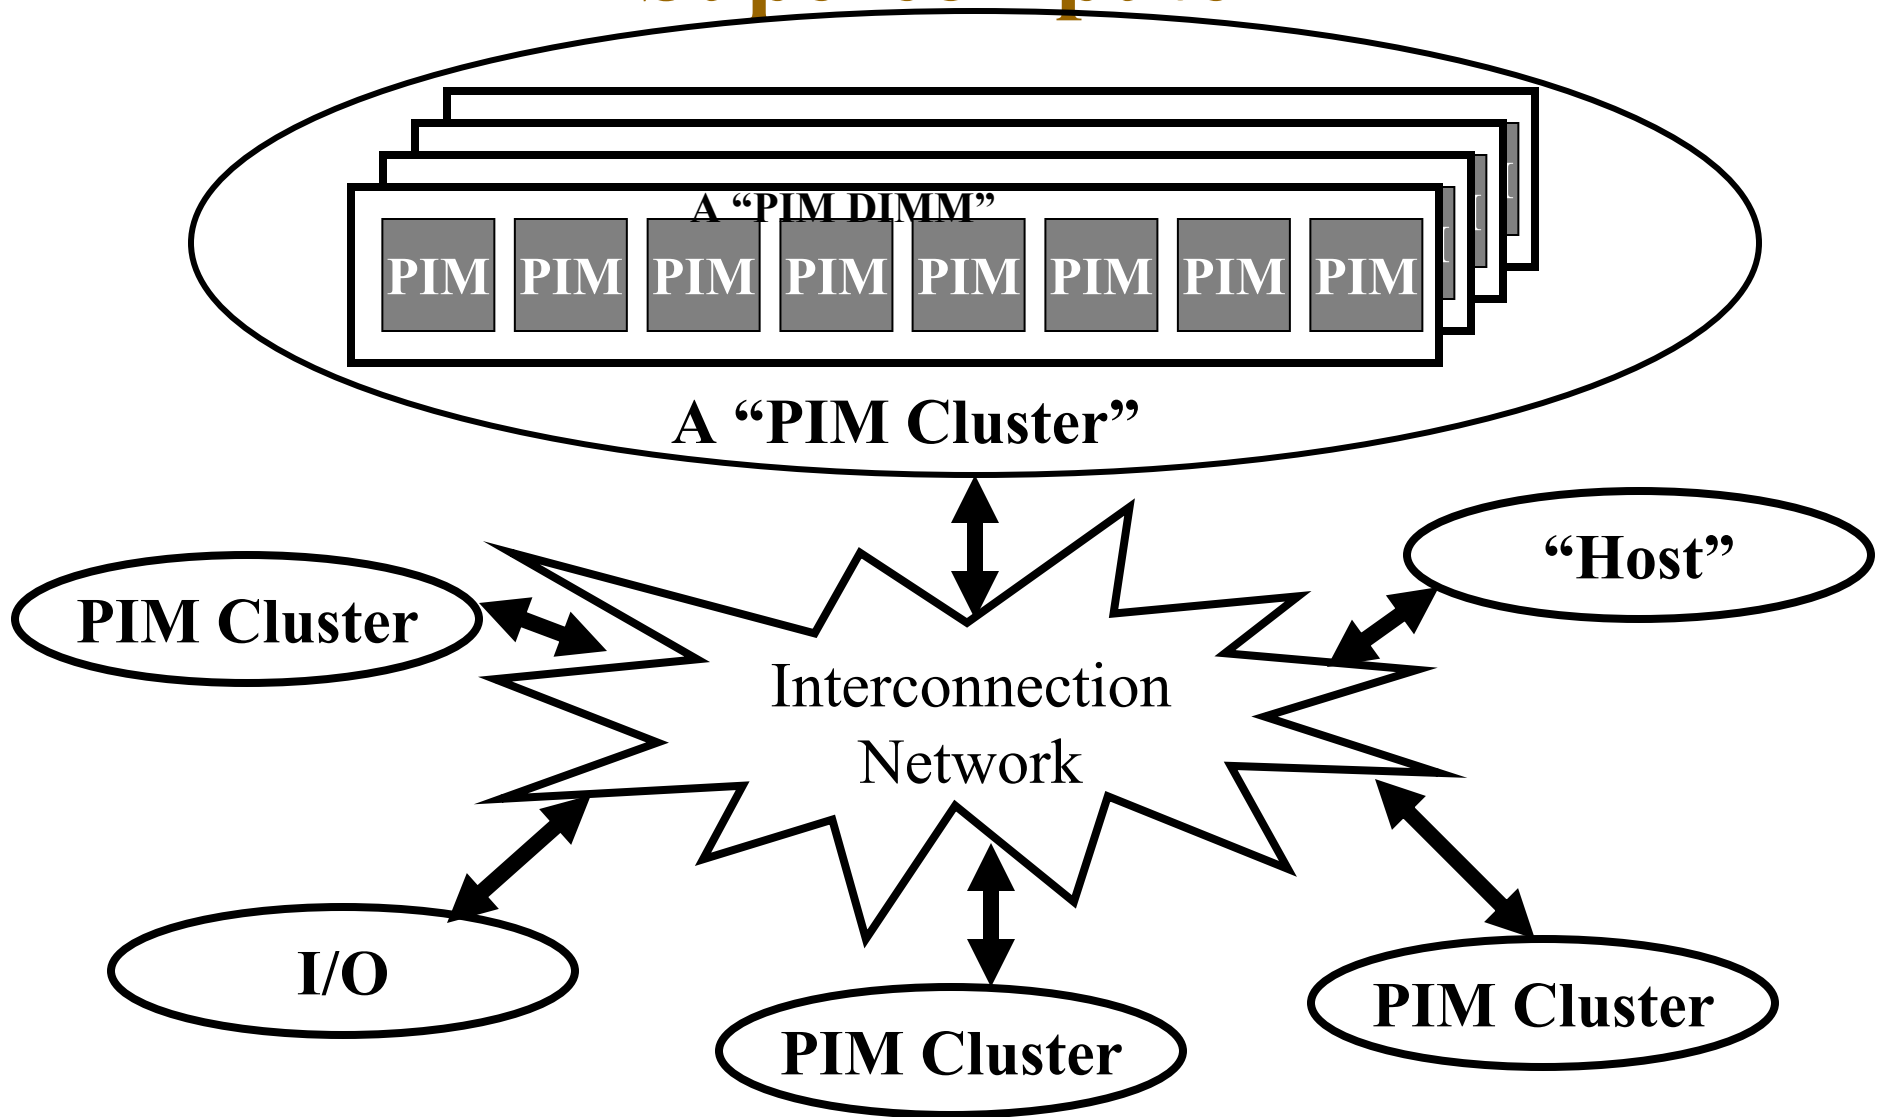 A “PIM DIMM”
PIM PIM PIM PIM PIM PIM PIM PIM
A “PIM Cluster”
“Host”
PIM Cluster
Interconnection
Network
I/O
PIM Cluster
PIM Cluster